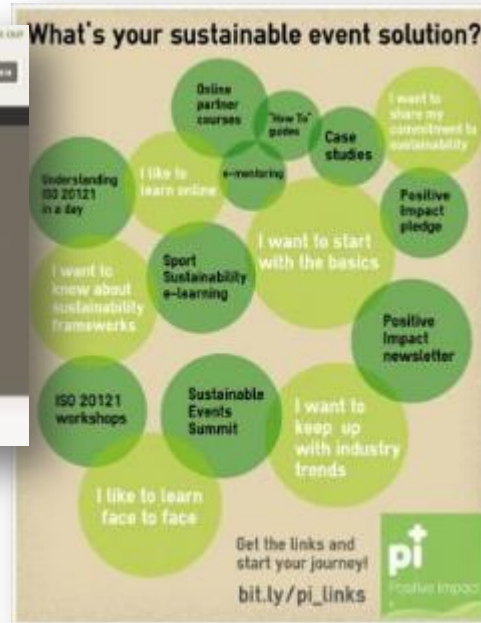 What's your sustainable event solution?
Online
partner
courses
"How To"
guides
Case
studies
I want to
share my
commitment to
sustainability
Understanding
ISO 20121
in a day
I like to
learn online
e-mentoring
Positive
Impact
pledge
I want to start
with the basics
I want to
know about
sustainability
frameworks
Sport
Sustainability
e-learning
Positive
Impact
newsletter
ISO 20121
workshops
Sustainable
Events
Summit
I want to
keep up
with industry
trends
I like to learn
face to face
Get the links and
start your journey!
bit.ly/pi_links
pi+
Positive Impact